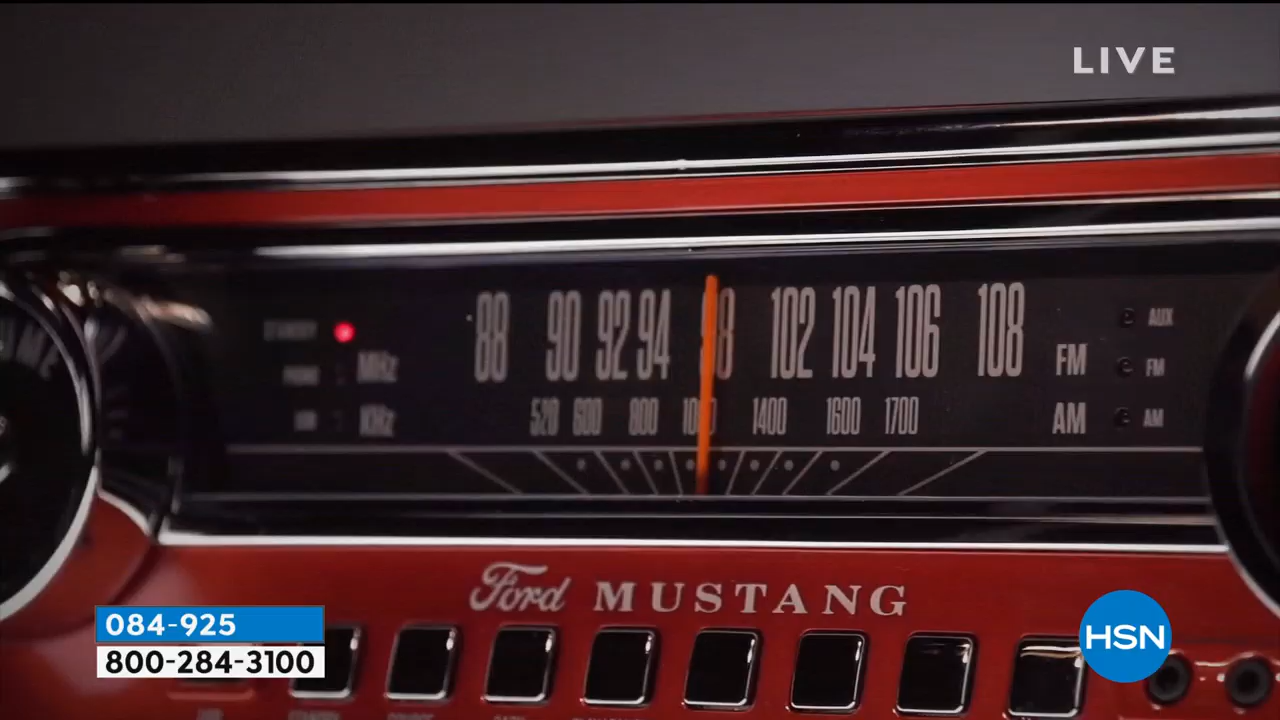 LIVE
88 90 92 94 98 102 104 106 108
MHz FM AUX
FM
520 600 800 1400 1600 1700
KHz AM AM
Ford MUSTANG
084-925
800-284-3100
HSN